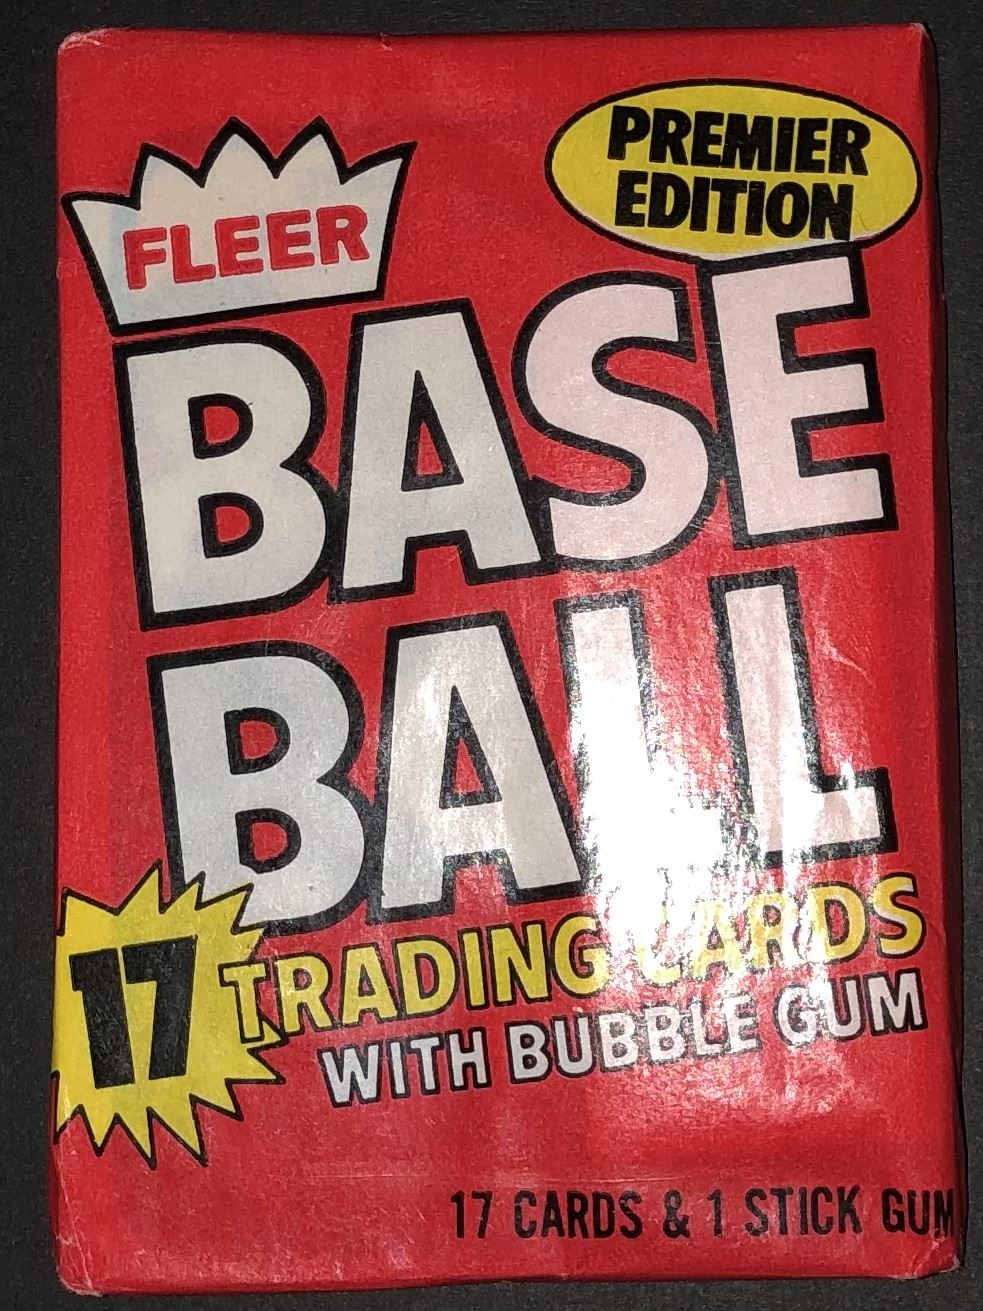 PREMIER
EDITION
FLEER
BASE
BALL
17 TRADING CARDS
WITH BUBBLE GUM
17 CARDS & 1 STICK GUM